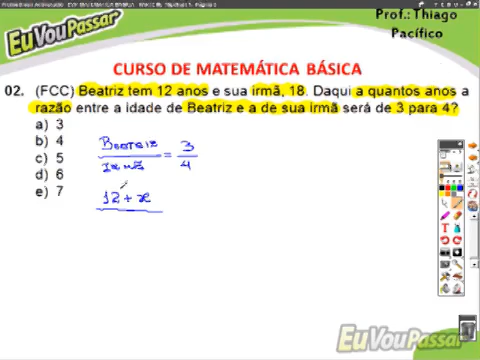 EuVouPassar
Prof.: Thiago
Pacífico
CURSO DE MATEMÁTICA BÁSICA
02. (FCC) Beatriz tem 12 anos e sua irmã, 18. Daqui a quantos anos a
razão entre a idade de Beatriz e a de sua irmã será de 3 para 4?
a) 3
b) 4
c) 5
d) 6
e) 7
BEATRIZ
IRMÃ
= 3
4
12 + x
EuVouPassar